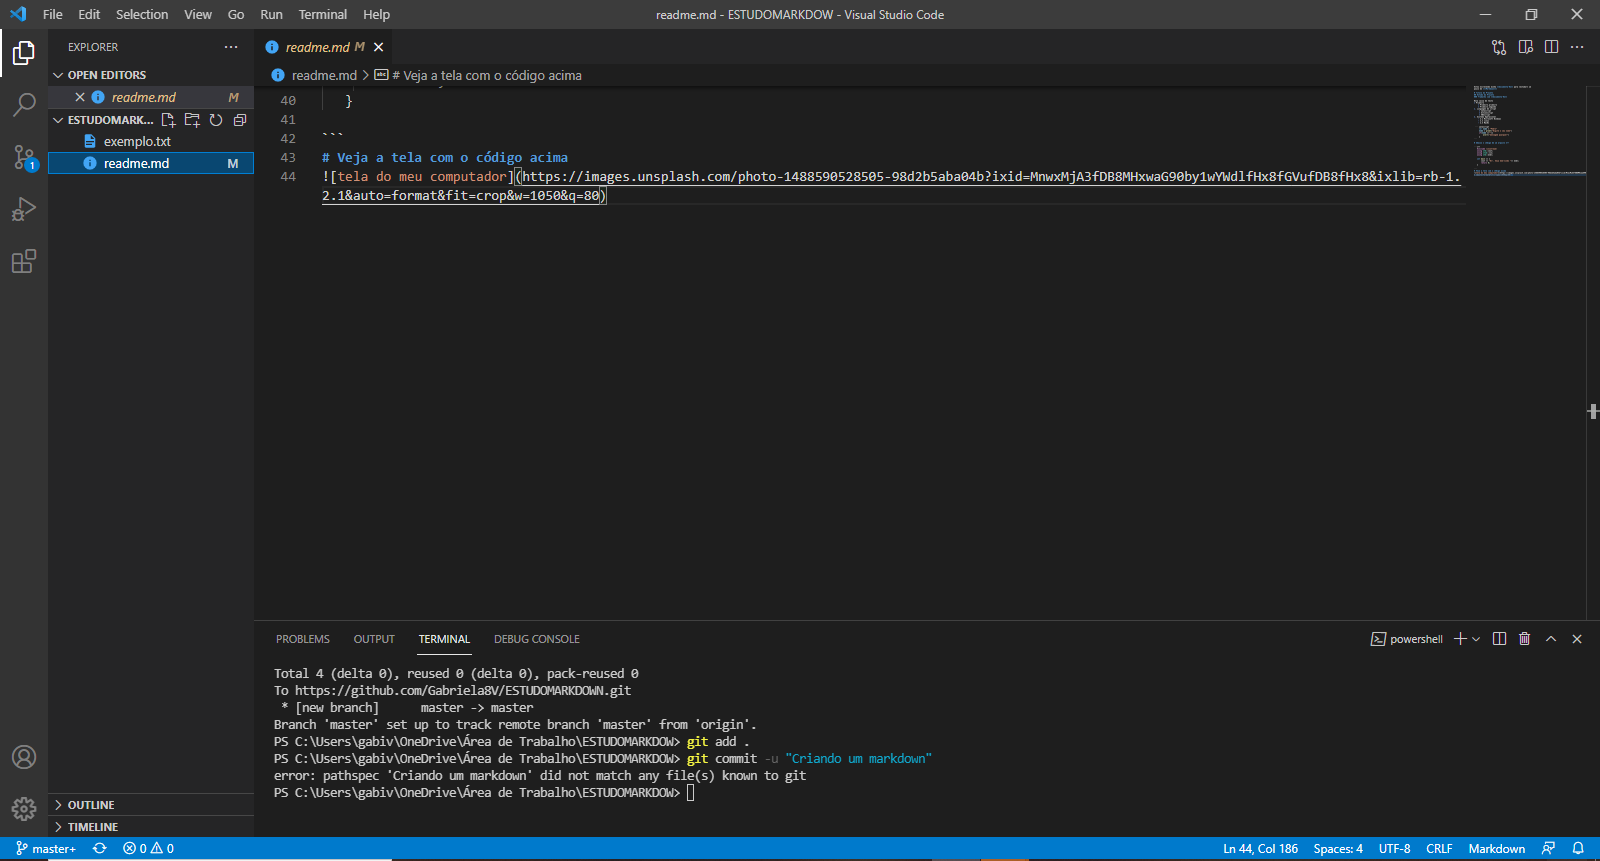 File Edit Selection View Go Run Terminal Help
readme.md - ESTUDOMARKDOW - Visual Studio Code
EXPLORER
OPEN EDITORS
readme.md M
ESTUDOMARK...
exemplo.txt
readme.md M
1
OUTLINE
TIMELINE
readme.md M
readme.md > # Veja a tela com o código acima
40 }
41
42 ```
43 # Veja a tela com o código acima
44 ![tela do meu computador](https://images.unsplash.com/photo-1488590528505-98d2b5aba04b?ixid=MnwxMjA3fDB8MHxwaG90by1wYWdlfHx8fGVufDB8fHx8&ixlib=rb-1.
2.1&auto=format&fit=crop&w=1050&q=80)
PROBLEMS OUTPUT TERMINAL DEBUG CONSOLE
powershell
Total 4 (delta 0), reused 0 (delta 0), pack-reused 0
To https://github.com/Gabriela8V/ESTUDOMARKDOWN.git
* [new branch] master -> master
Branch 'master' set up to track remote branch 'master' from 'origin'.
PS C:\Users\gabiv\OneDrive\Área de Trabalho\ESTUDOMARKDOW> git add .
PS C:\Users\gabiv\OneDrive\Área de Trabalho\ESTUDOMARKDOW> git commit -u "Criando um markdown"
error: pathspec 'Criando um markdown' did not match any file(s) known to git
PS C:\Users\gabiv\OneDrive\Área de Trabalho\ESTUDOMARKDOW>
master+ 0 0
Ln 44, Col 186 Spaces: 4 UTF-8 CRLF Markdown